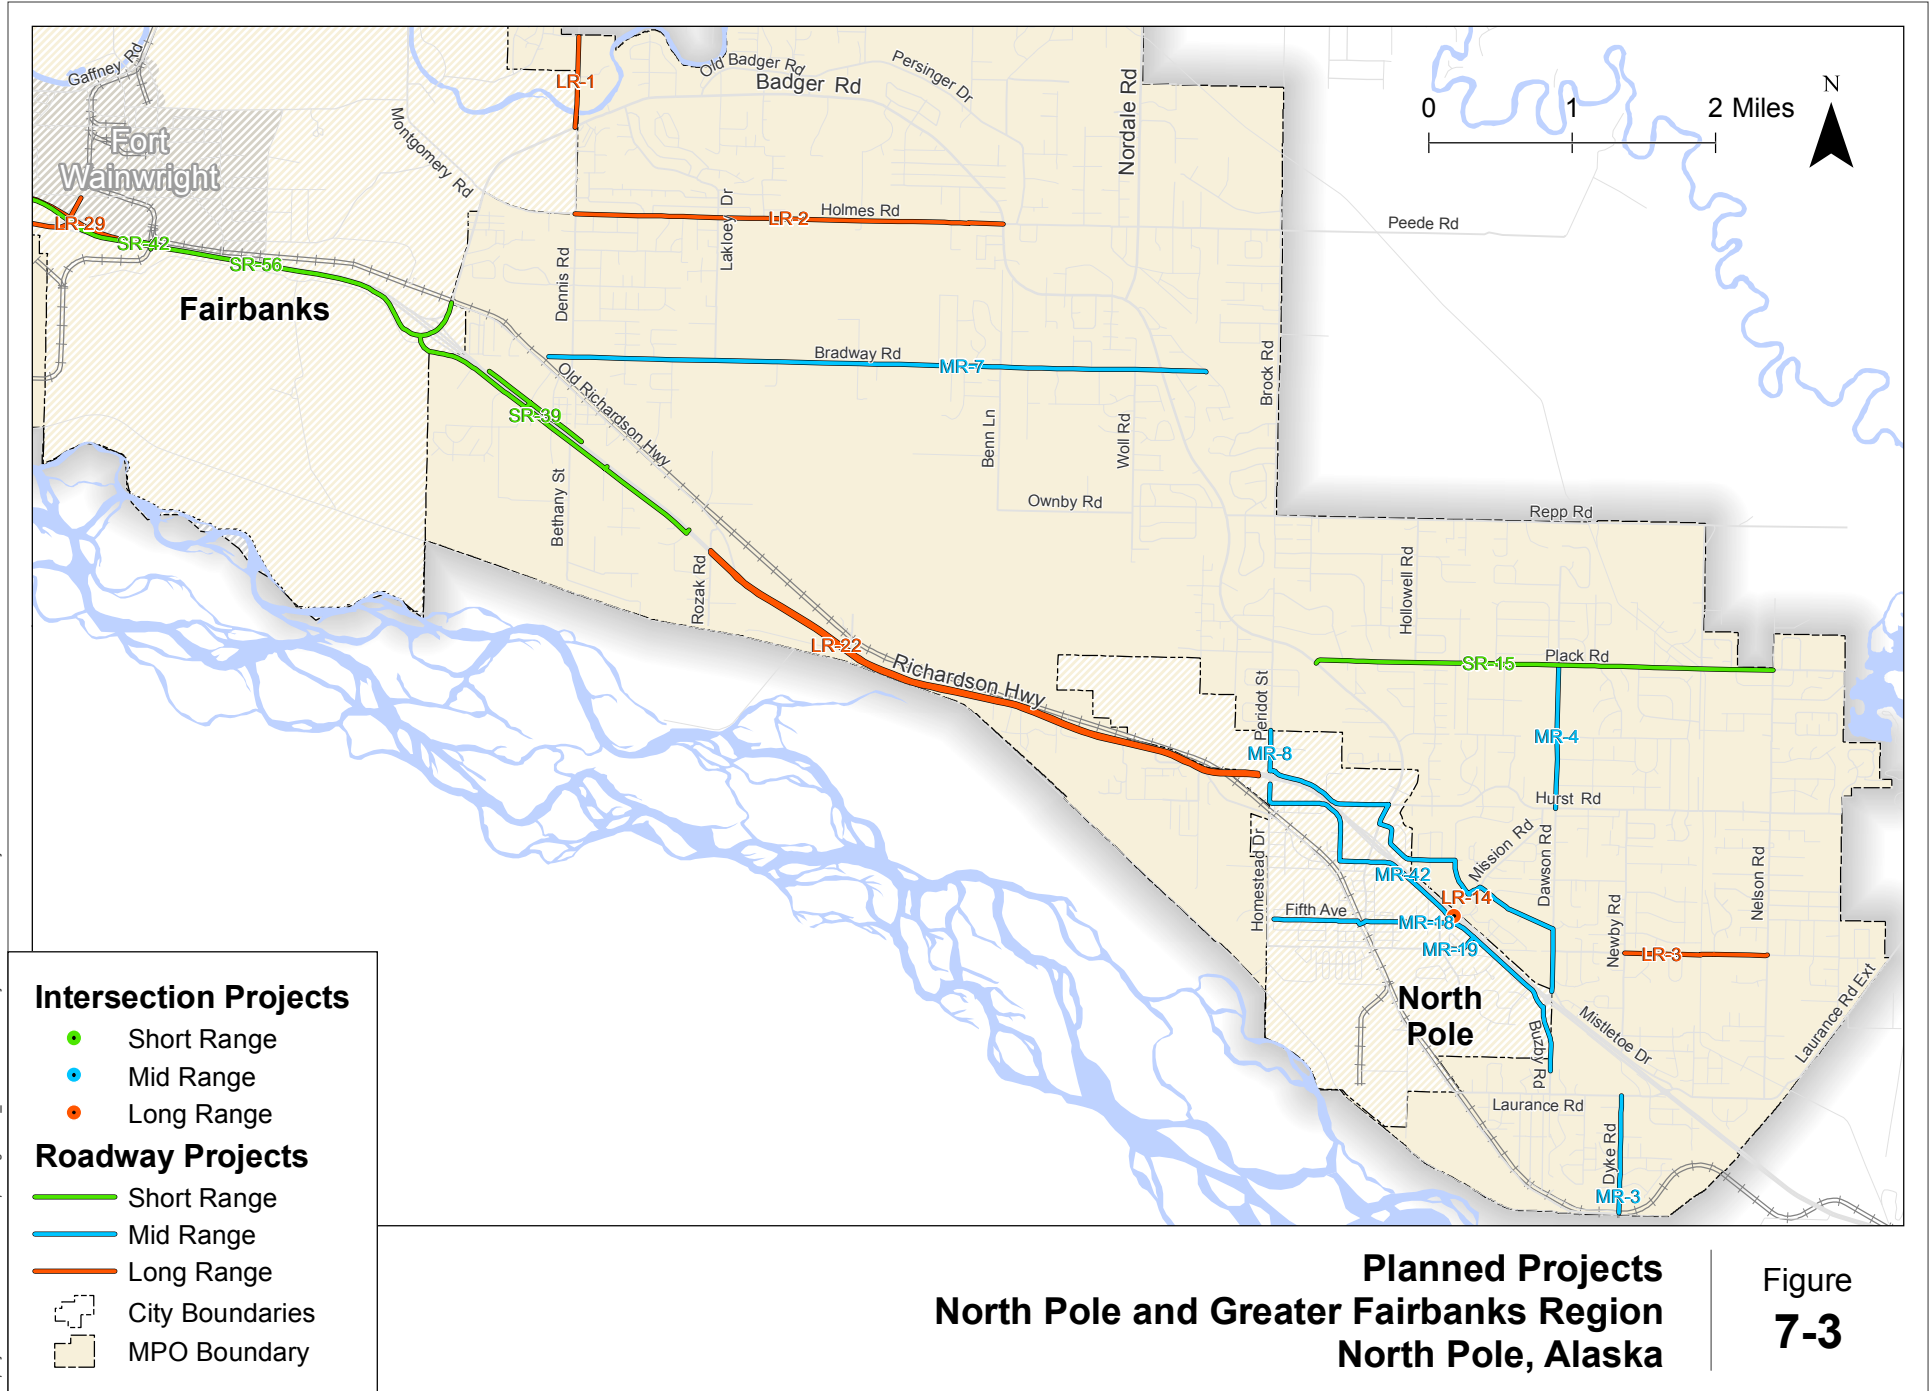 Gaffney Rd
Old Badger Rd
Badger Rd
Persinger Dr
LR-1
Nordale Rd
0 1 2 Miles
N
Fort
Wainwright
Montgomery Rd
LR-29
SR-42
SR-56
Lakloey Dr
LR-2
Holmes Rd
Peede Rd
Fairbanks
Dennis Rd
Bradway Rd
MR-7
Brock Rd
SR-39
Old Richardson Hwy
Benn Ln
Woll Rd
Bethany St
Ownby Rd
Repp Rd
Rozak Rd
Hollowell Rd
LR-22
Richardson Hwy
SR-15
Plack Rd
Peridot St
MR-8
MR-4
Hurst Rd
Homestead Dr
Mission Rd
Dawson Rd
MR-42
LR-14
Nelson Rd
Fifth Ave
MR-18
MR-19
Newby Rd
LR-3
North
Pole
Mistletoe Dr
Laurance Rd Ext
Buzby Rd
Laurance Rd
Dyke Rd
MR-3
Intersection Projects
Short Range
Mid Range
Long Range
Roadway Projects
Short Range
Mid Range
Long Range
City Boundaries
MPO Boundary
Planned Projects
North Pole and Greater Fairbanks Region
North Pole, Alaska
Figure
7-3